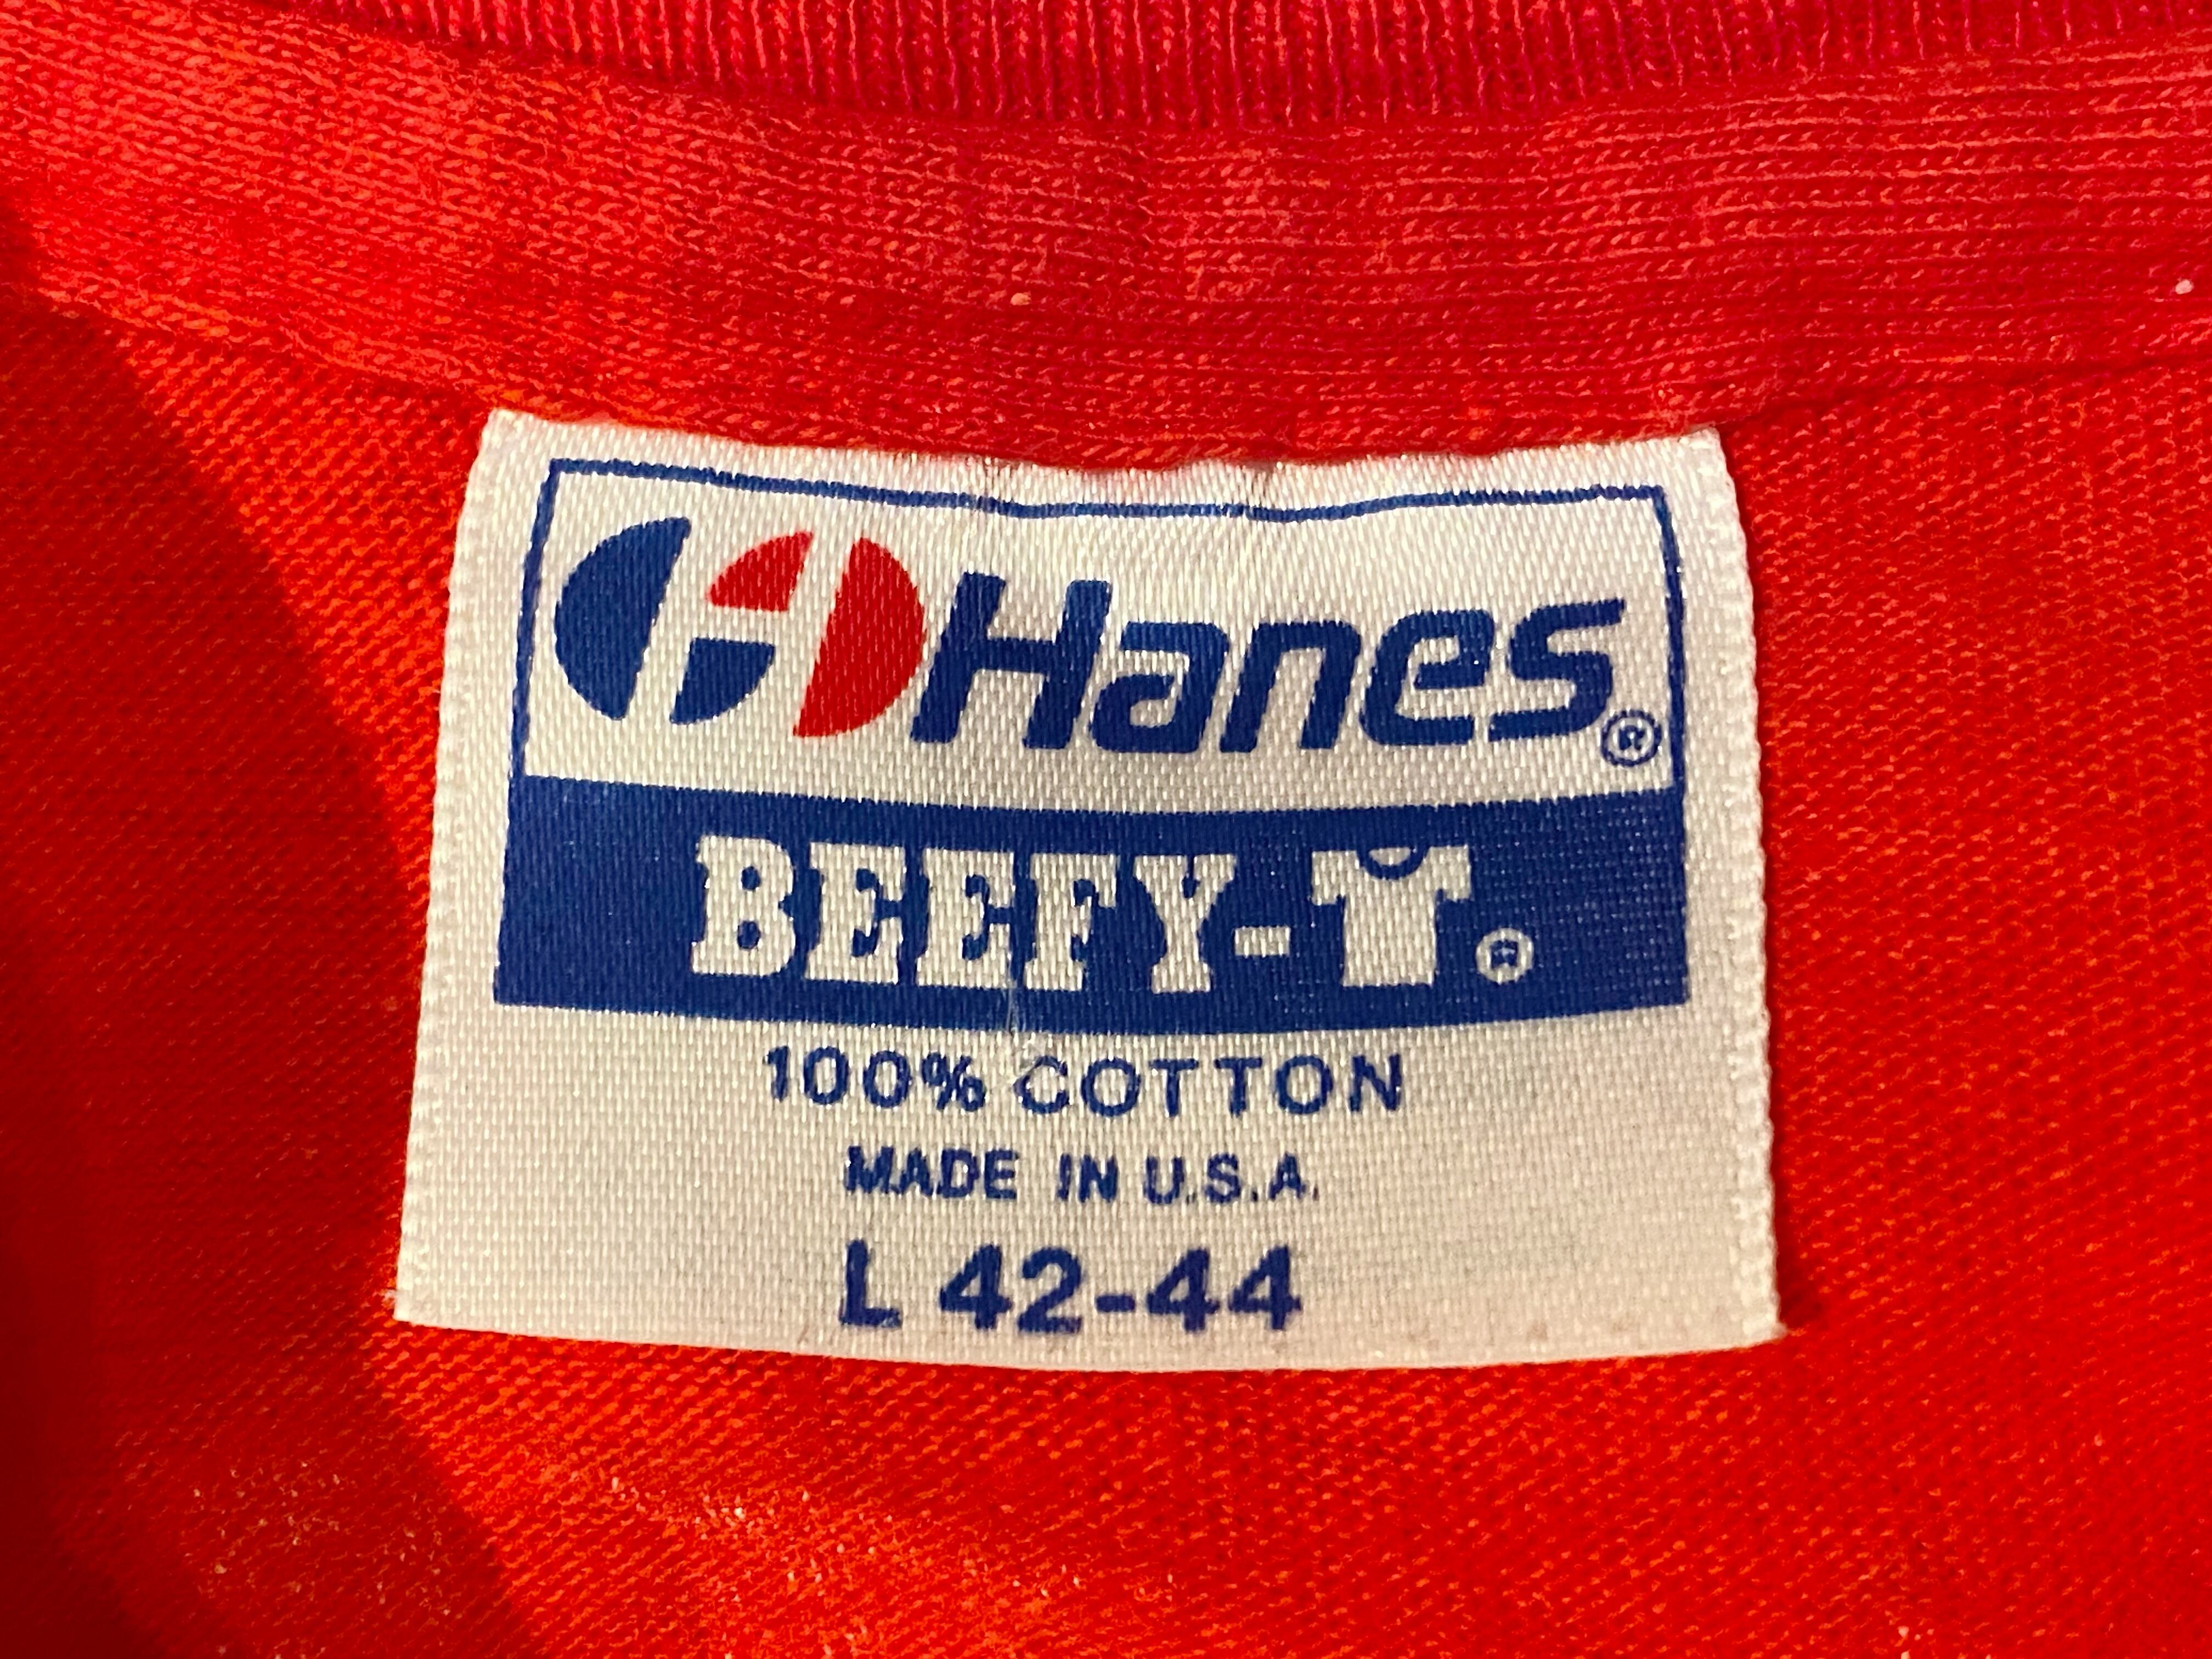 Hanes®
BEEFY-T®
100% COTTON
MADE IN U.S.A.
L 42-44